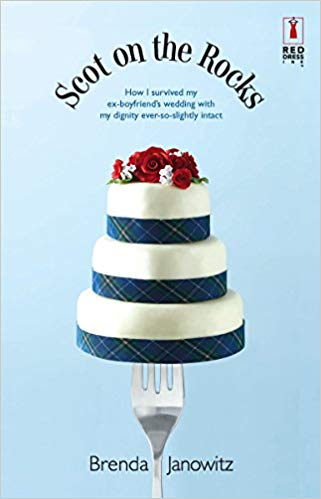 Scot on the Rocks
RED
DRESS
INK
How I survived my
ex-boyfriend's wedding with
my dignity ever-so-slightly intact
Brenda Janowitz